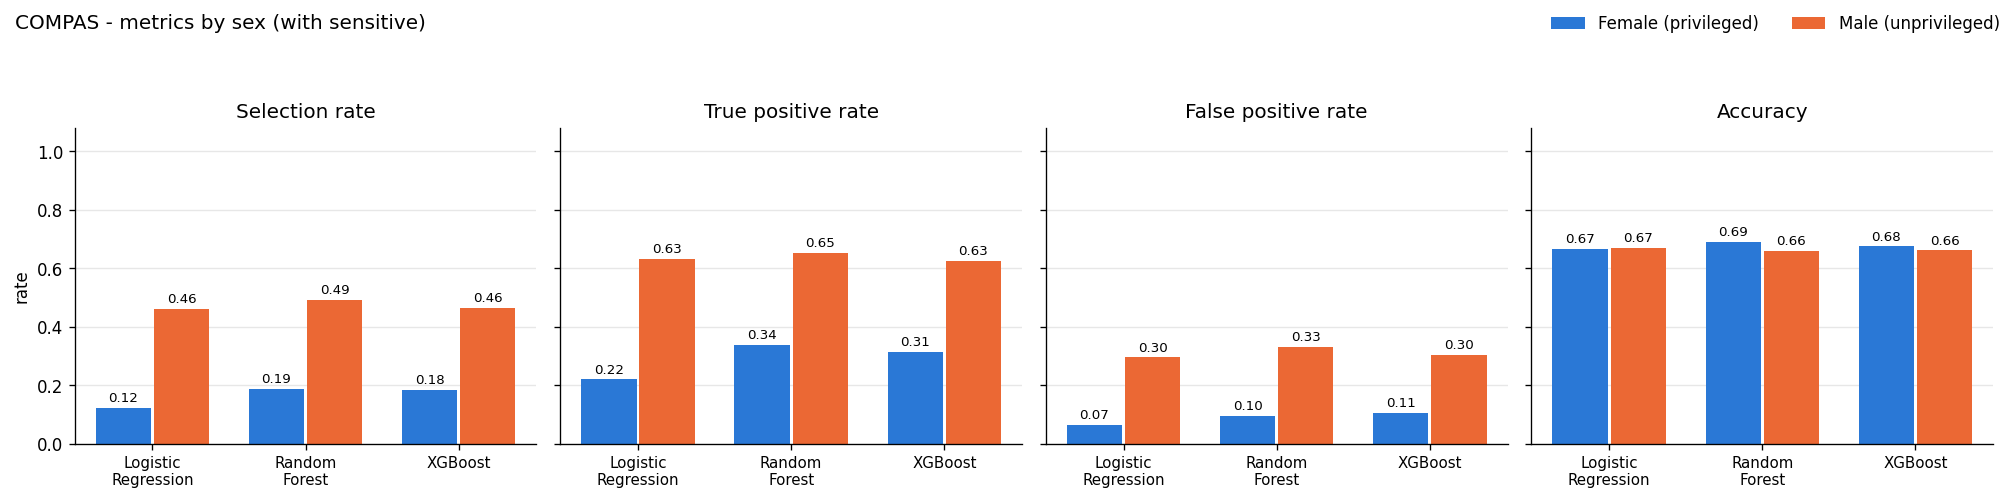 COMPAS - metrics by sex (with sensitive)
Female (privileged)
Male (unprivileged)
Selection rate
rate
1.0
0.8
0.6
0.4
0.2
0.0
0.12
0.46
0.19
0.49
0.18
0.46
Logistic
Regression
Random
Forest
XGBoost
True positive rate
0.22
0.63
0.34
0.65
0.31
0.63
Logistic
Regression
Random
Forest
XGBoost
False positive rate
0.07
0.30
0.10
0.33
0.11
0.30
Logistic
Regression
Random
Forest
XGBoost
Accuracy
0.67
0.67
0.69
0.66
0.68
0.66
Logistic
Regression
Random
Forest
XGBoost